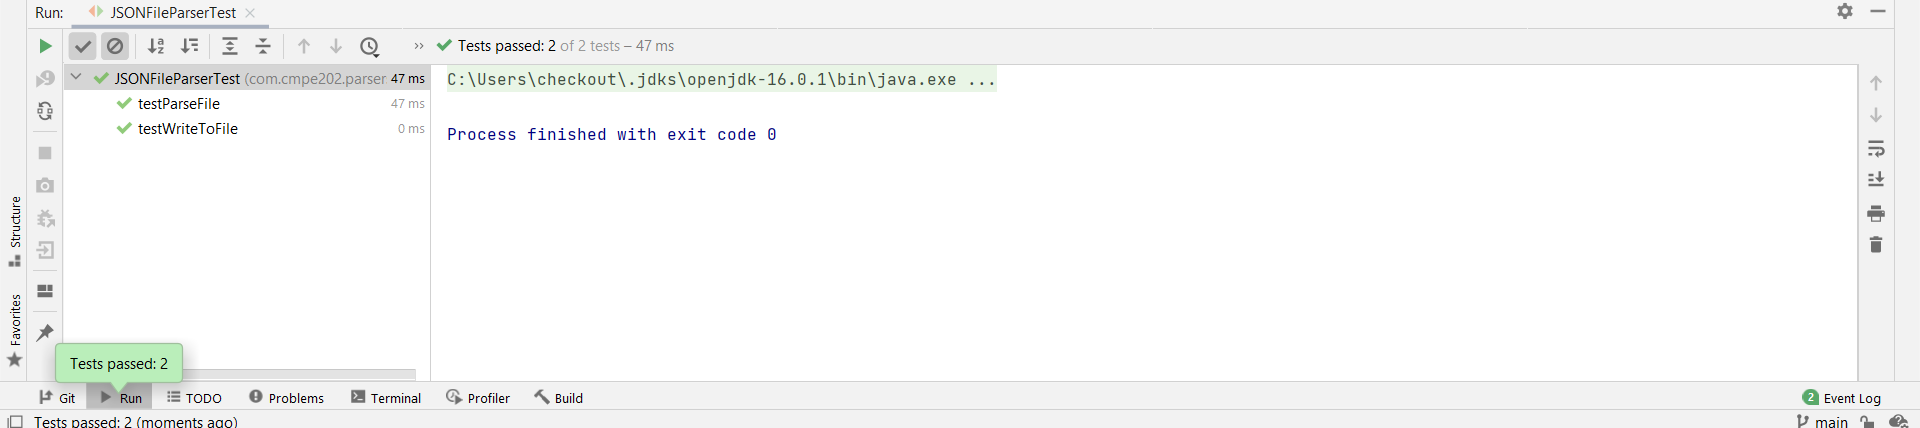 Run: JSONFileParserTest
Tests passed: 2 of 2 tests – 47 ms
JSONFileParserTest (com.cmpe202.parser 47 ms
testParseFile 47 ms
testWriteToFile 0 ms
C:\Users\checkout\.jdks\openjdk-16.0.1\bin\java.exe ...
Process finished with exit code 0
Structure
Favorites
Tests passed: 2
Git Run TODO Problems Terminal Profiler Build 2 Event Log
Tests passed: 2 (moments ago) main